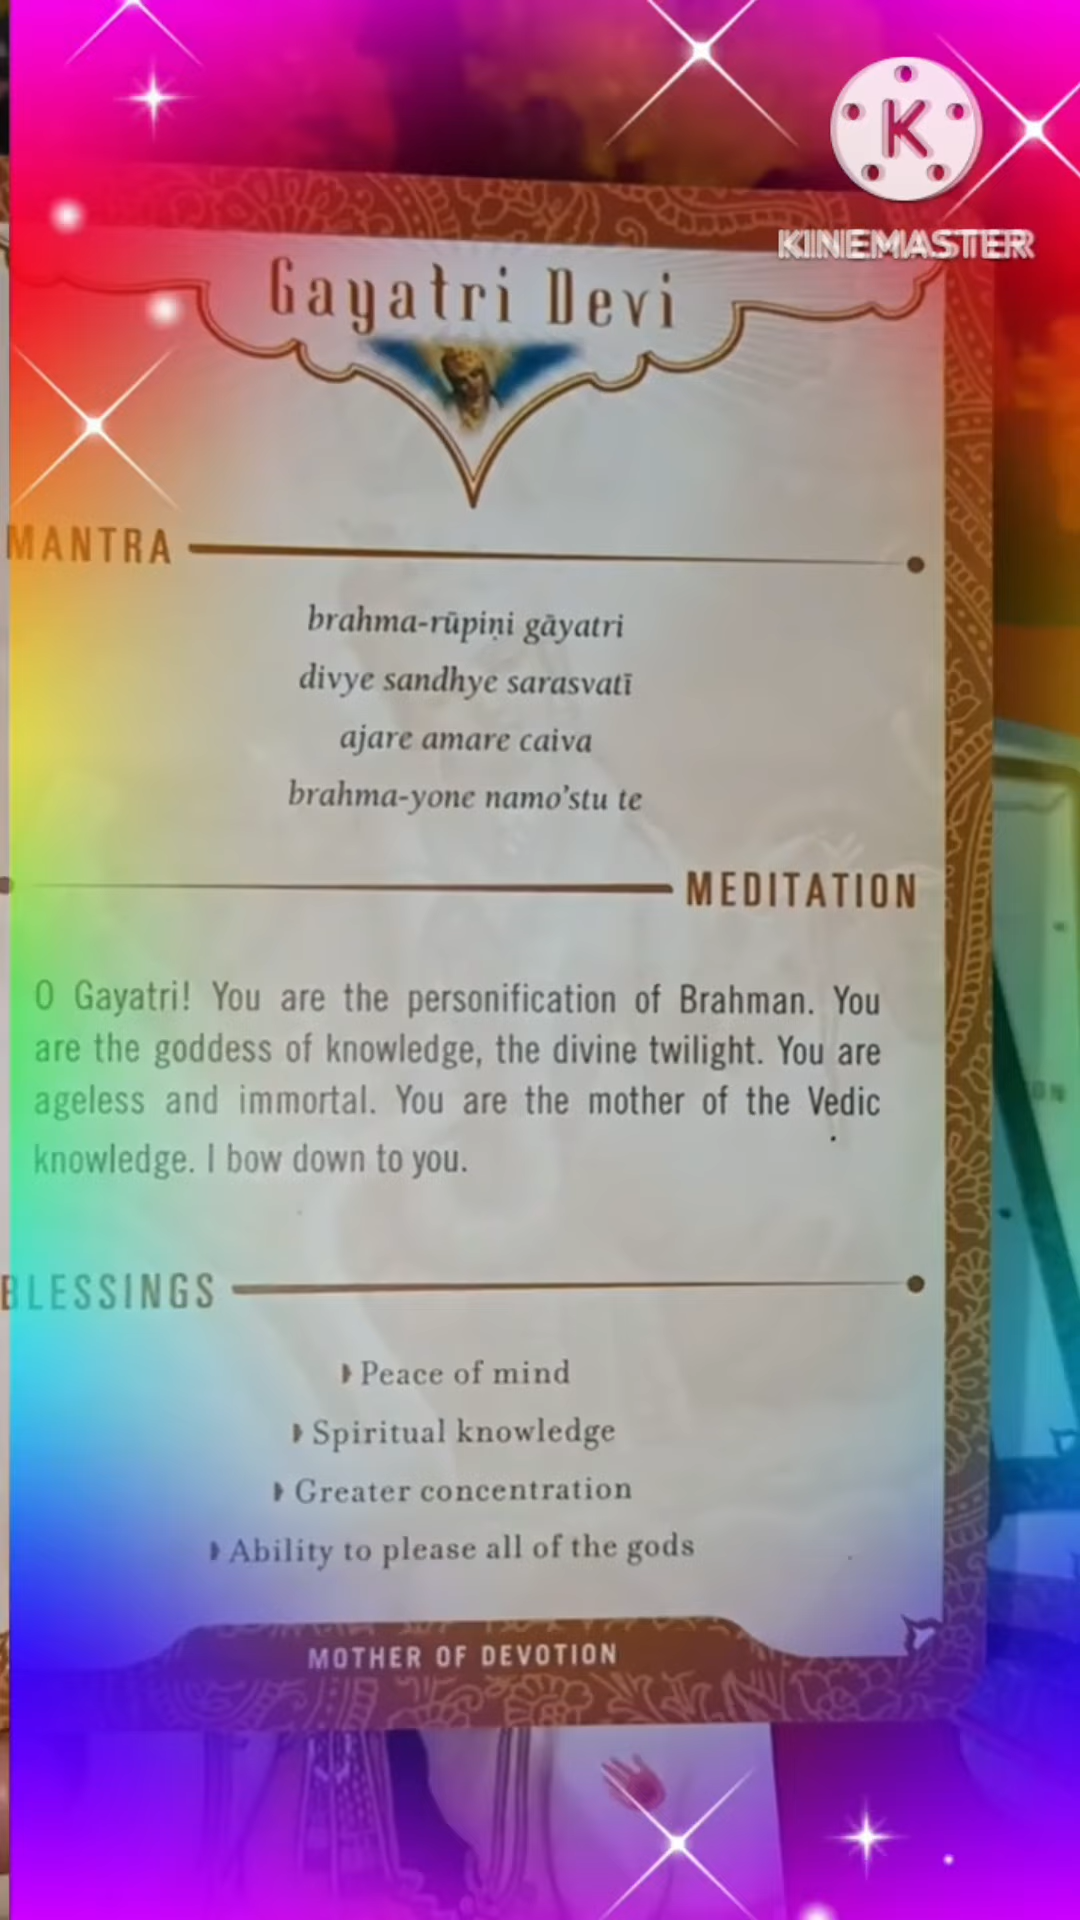 KINEMASTER
Gayatri Devi
MANTRA
brahma-rūpiṇi gāyatri
divye sandhye sarasvatī
ajare amare caiva
brahma-yone namo’stu te
MEDITATION
O Gayatri! You are the personification of Brahman. You
are the goddess of knowledge, the divine twilight. You are
ageless and immortal. You are the mother of the Vedic
knowledge. I bow down to you.
BLESSINGS
Peace of mind
Spiritual knowledge
Greater concentration
Ability to please all of the gods
MOTHER OF DEVOTION